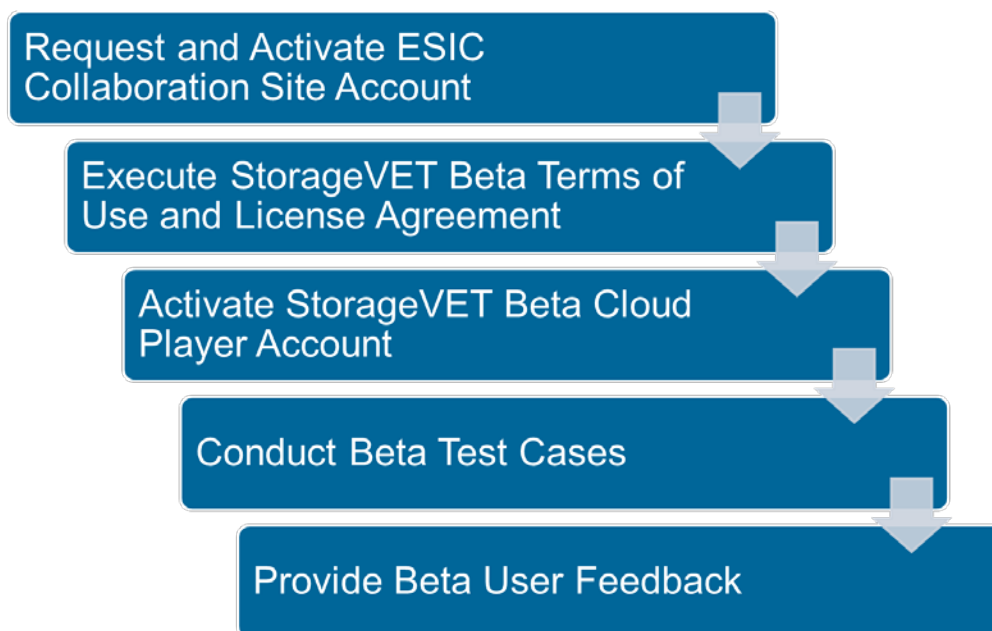 Request and Activate ESIC
Collaboration Site Account
Execute StorageVET Beta Terms of
Use and License Agreement
Activate StorageVET Beta Cloud
Player Account
Conduct Beta Test Cases
Provide Beta User Feedback